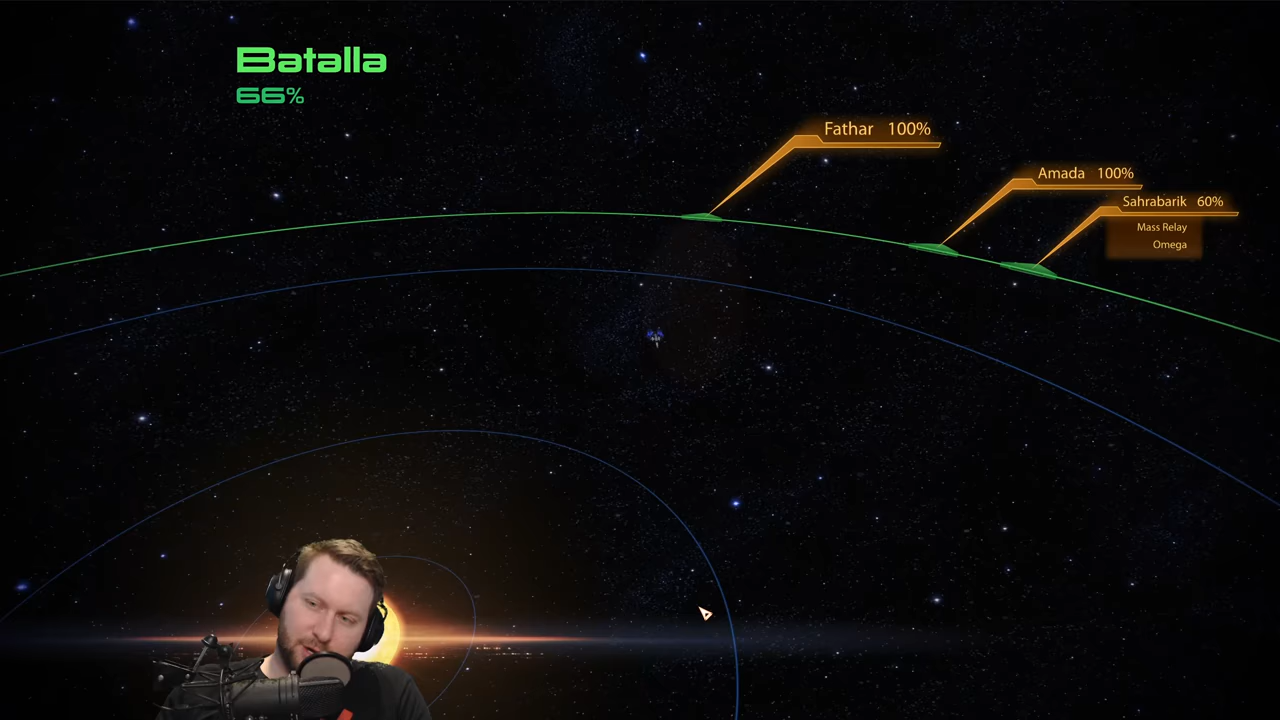 Batalla
66%
Fathar 100%
Amada 100%
Sahrabarik 60%
Mass Relay
Omega